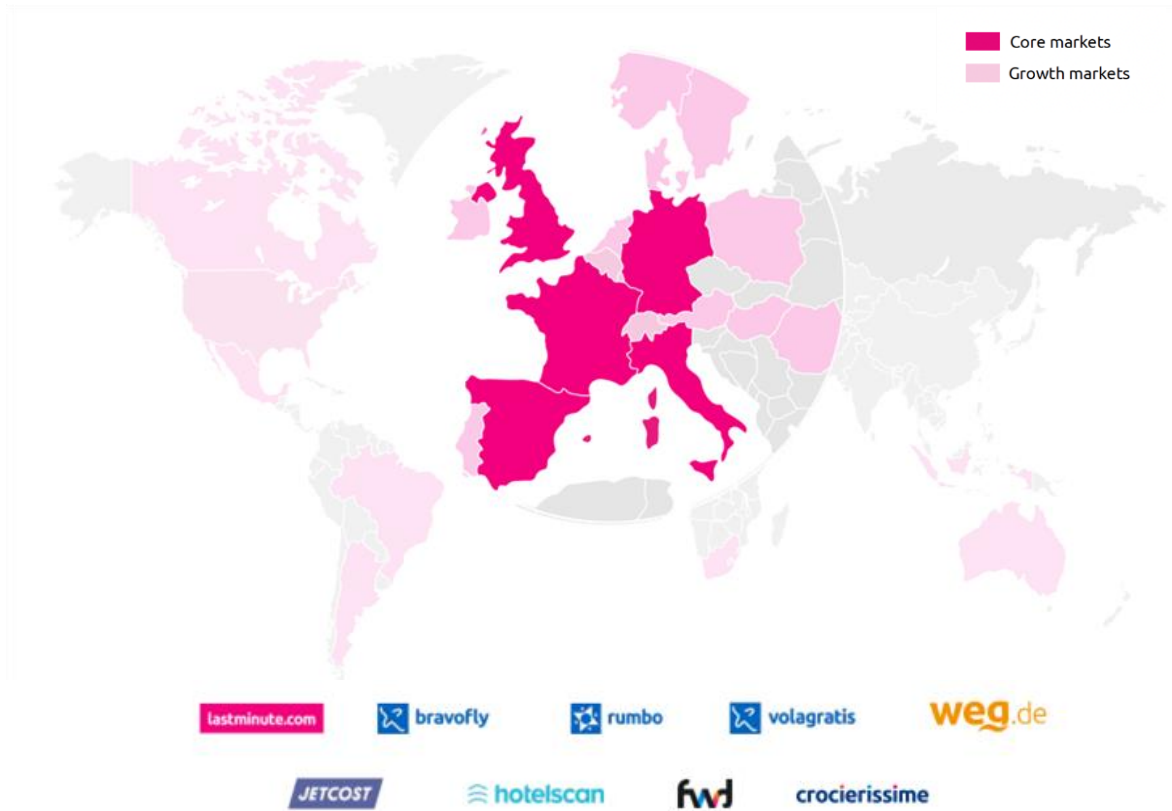 Core markets
Growth markets
lastminute.com
bravofly
rumbo
volagratis
weg.de
JETCOST
hotelscan
fwd
crocierissime